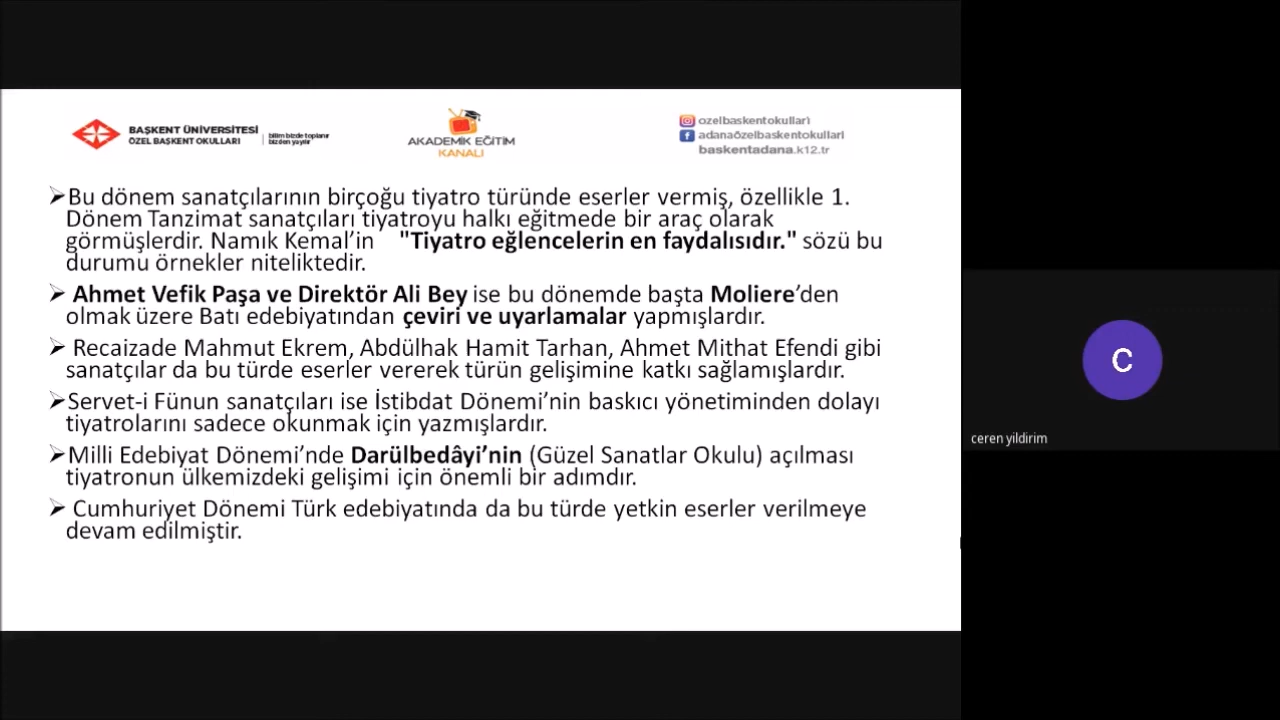 BAŞKENT ÜNİVERSİTESİ
ÖZEL BAŞKENT OKULLARI
bilim bizde toplanır
bizden yayılır
AKADEMİK EĞİTİM
KANALI
ozelbaskentokullari
adanaözelbaskentokullari
baskentadana.k12.tr
➢Bu dönem sanatçılarının birçoğu tiyatro türünde eserler vermiş, özellikle 1.
Dönem Tanzimat sanatçıları tiyatroyu halkı eğitmede bir araç olarak
görmüşlerdir. Namık Kemal’in "Tiyatro eğlencelerin en faydalısıdır." sözü bu
durumu örnekler niteliktedir.
➢ Ahmet Vefik Paşa ve Direktör Ali Bey ise bu dönemde başta Moliere’den
olmak üzere Batı edebiyatından çeviri ve uyarlamalar yapmışlardır.
➢ Recaizade Mahmut Ekrem, Abdülhak Hamit Tarhan, Ahmet Mithat Efendi gibi
sanatçılar da bu türde eserler vererek türün gelişimine katkı sağlamışlardır.
➢Servet-i Fünun sanatçıları ise İstibdat Dönemi’nin baskıcı yönetiminden dolayı
tiyatrolarını sadece okunmak için yazmışlardır.
➢Milli Edebiyat Dönemi’nde Darülbedâyi’nin (Güzel Sanatlar Okulu) açılması
tiyatronun ülkemizdeki gelişimi için önemli bir adımdır.
➢ Cumhuriyet Dönemi Türk edebiyatında da bu türde yetkin eserler verilmeye
devam edilmiştir.
C
ceren yildirim